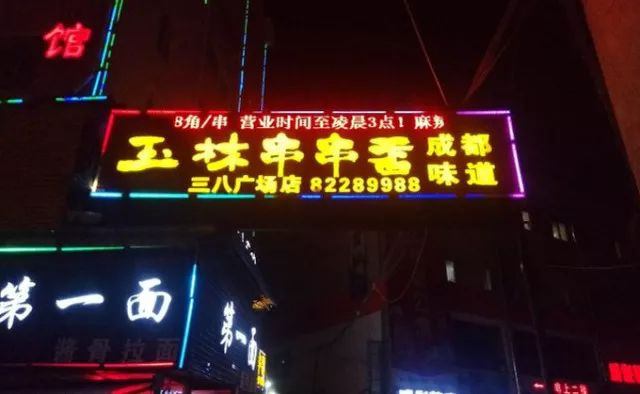 馆
8角/串 营业时间至凌晨3点! 麻辣
玉林串串香 成都
味道
三八广场店 82289988
第一面
酱骨拉面
第一面